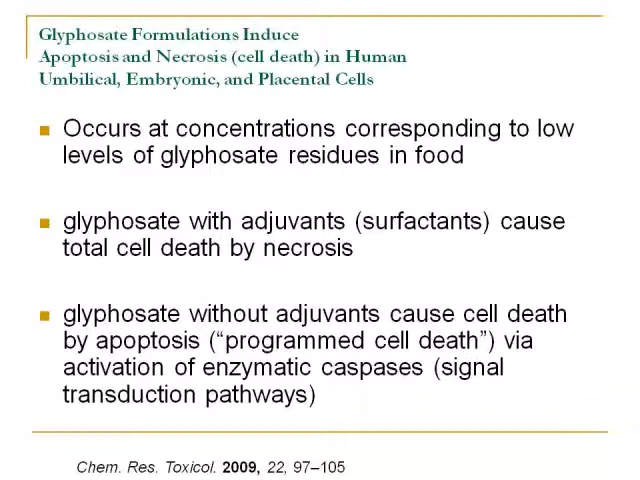 Glyphosate Formulations Induce
Apoptosis and Necrosis (cell death) in Human
Umbilical, Embryonic, and Placental Cells
Occurs at concentrations corresponding to low
levels of glyphosate residues in food
glyphosate with adjuvants (surfactants) cause
total cell death by necrosis
glyphosate without adjuvants cause cell death
by apoptosis (“programmed cell death”) via
activation of enzymatic caspases (signal
transduction pathways)
Chem. Res. Toxicol. 2009, 22, 97–105